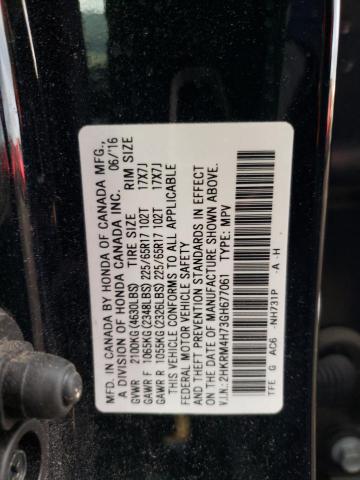 MFD. IN CANADA BY HONDA OF CANADA MFG.,
A DIVISION OF HONDA CANADA INC. 06/16
GVWR 2100KG(4630LBS) TIRE SIZE RIM SIZE
GAWR F 1065KG(2348LBS) 225/65R17 102T 17X7J
GAWR R 1055KG(2326LBS) 225/65R17 102T 17X7J
THIS VEHICLE CONFORMS TO ALL APPLICABLE
FEDERAL MOTOR VEHICLE SAFETY
AND THEFT PREVENTION STANDARDS IN EFFECT
ON THE DATE OF MANUFACTURE SHOWN ABOVE.
V.I.N.:2HKRM4H73GH677061 TYPE: MPV
TFE G AC6 -NH731P -A-H